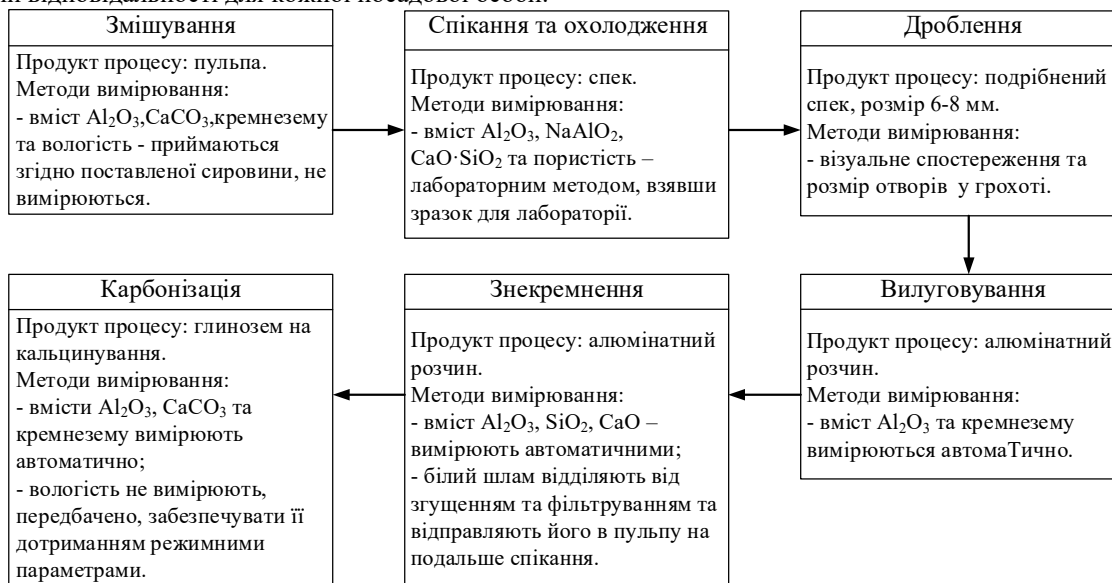 ій відповідальності для кожної посадової особи.
Змішування
Продукт процесу: пульпа.
Методи вимірювання:
- вміст Al₂O₃,CaCO₃,кремнезему
та вологість - приймаються
згідно поставленої сировини, не
вимірюються.
Спікання та охолодження
Продукт процесу: спек.
Методи вимірювання:
- вміст Al₂O₃, NaAlO₂,
CaO·SiO₂ та пористість –
лабораторним методом, взявши
зразок для лабораторії.
Дроблення
Продукт процесу: подрібнений
спек, розмір 6-8 мм.
Методи вимірювання:
- візуальне спостереження та
розмір отворів у грохоті.
Вилуговування
Продукт процесу: алюмінатний
розчин.
Методи вимірювання:
- вміст Al₂O₃ та кремнезему
вимірюються автомаТично.
Знекремнення
Продукт процесу: алюмінатний
розчин.
Методи вимірювання:
- вміст Al₂O₃, SiO₂, CaO –
вимірюють автоматичними;
- білий шлам відділяють від
згущенням та фільтруванням та
відправляють його в пульпу на
подальше спікання.
Карбонізація
Продукт процесу: глинозем на
кальцинування.
Методи вимірювання:
- вмісти Al₂O₃, CaCO₃ та
кремнезему вимірюють
автоматично;
- вологість не вимірюють,
передбачено, забезпечувати її
дотриманням режимними
параметрами.